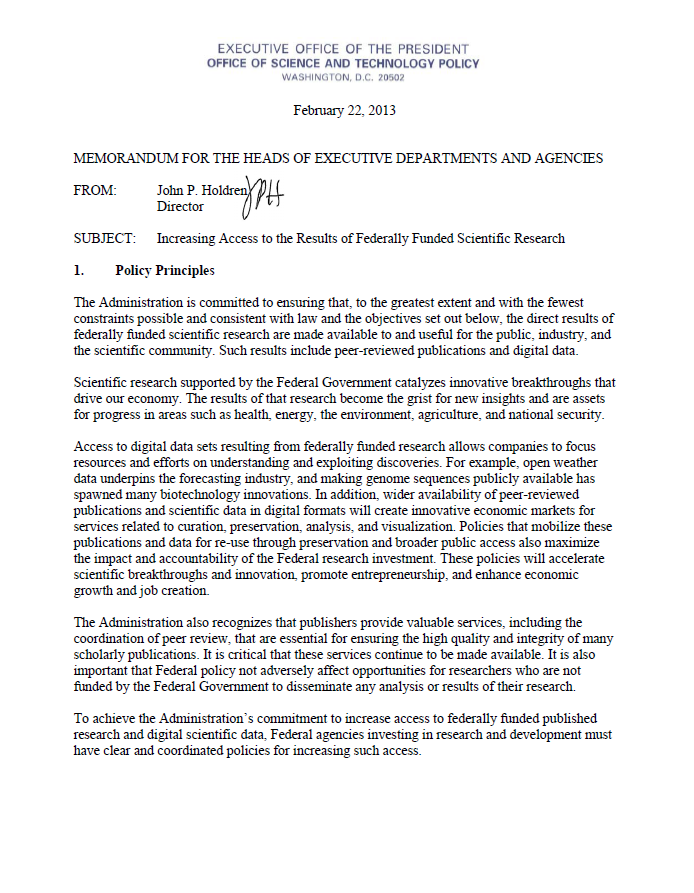 EXECUTIVE OFFICE OF THE PRESIDENT
OFFICE OF SCIENCE AND TECHNOLOGY POLICY
WASHINGTON, D.C. 20502
February 22, 2013
MEMORANDUM FOR THE HEADS OF EXECUTIVE DEPARTMENTS AND AGENCIES
FROM: John P. Holdren JPH
Director
SUBJECT: Increasing Access to the Results of Federally Funded Scientific Research
1. Policy Principles
The Administration is committed to ensuring that, to the greatest extent and with the fewest
constraints possible and consistent with law and the objectives set out below, the direct results of
federally funded scientific research are made available to and useful for the public, industry, and
the scientific community. Such results include peer-reviewed publications and digital data.
Scientific research supported by the Federal Government catalyzes innovative breakthroughs that
drive our economy. The results of that research become the grist for new insights and are assets
for progress in areas such as health, energy, the environment, agriculture, and national security.
Access to digital data sets resulting from federally funded research allows companies to focus
resources and efforts on understanding and exploiting discoveries. For example, open weather
data underpins the forecasting industry, and making genome sequences publicly available has
spawned many biotechnology innovations. In addition, wider availability of peer-reviewed
publications and scientific data in digital formats will create innovative economic markets for
services related to curation, preservation, analysis, and visualization. Policies that mobilize these
publications and data for re-use through preservation and broader public access also maximize
the impact and accountability of the Federal research investment. These policies will accelerate
scientific breakthroughs and innovation, promote entrepreneurship, and enhance economic
growth and job creation.
The Administration also recognizes that publishers provide valuable services, including the
coordination of peer review, that are essential for ensuring the high quality and integrity of many
scholarly publications. It is critical that these services continue to be made available. It is also
important that Federal policy not adversely affect opportunities for researchers who are not
funded by the Federal Government to disseminate any analysis or results of their research.
To achieve the Administration's commitment to increase access to federally funded published
research and digital scientific data, Federal agencies investing in research and development must
have clear and coordinated policies for increasing such access.